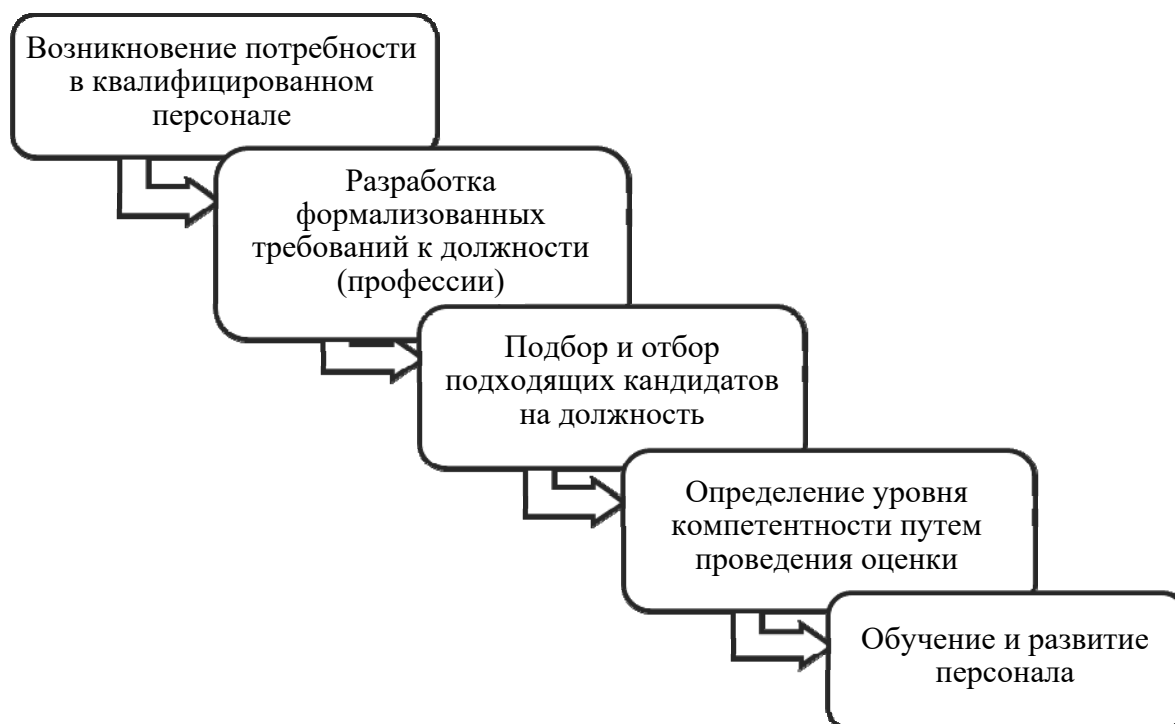 Возникновение потребности
в квалифицированном
персонале
Разработка
формализованных
требований к должности
(профессии)
Подбор и отбор
подходящих кандидатов
на должность
Определение уровня
компетентности путем
проведения оценки
Обучение и развитие
персонала